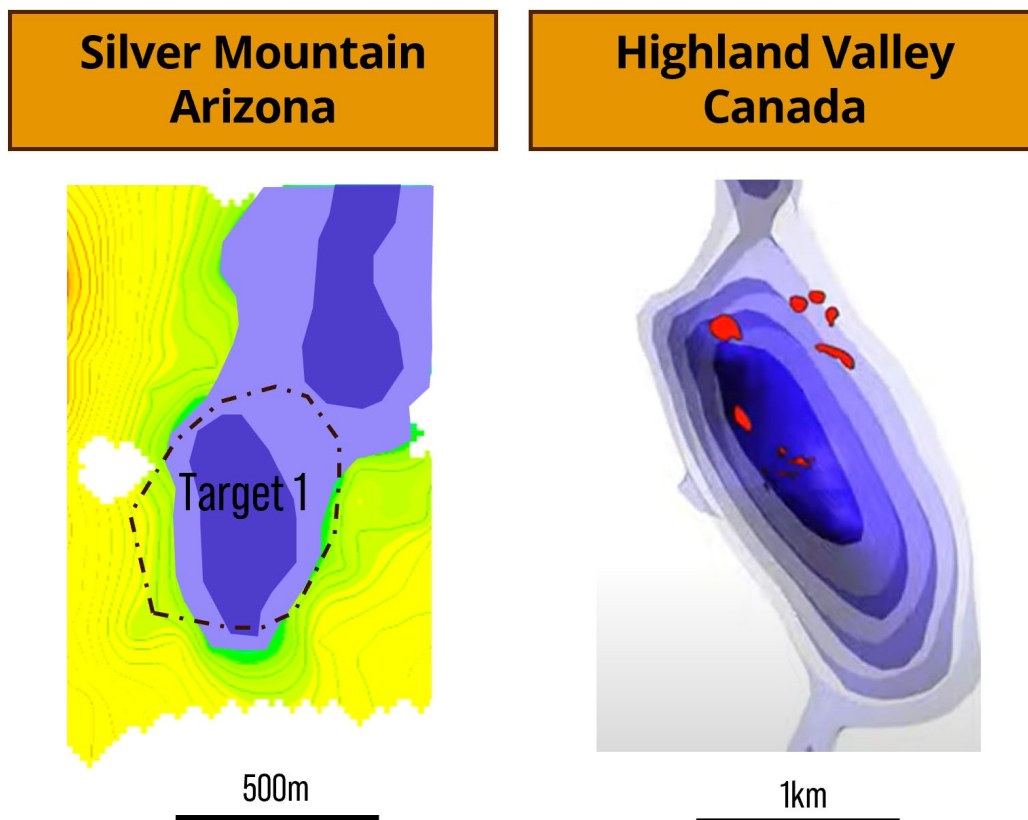 Silver Mountain
Arizona
Highland Valley
Canada
Target 1
500m
1km